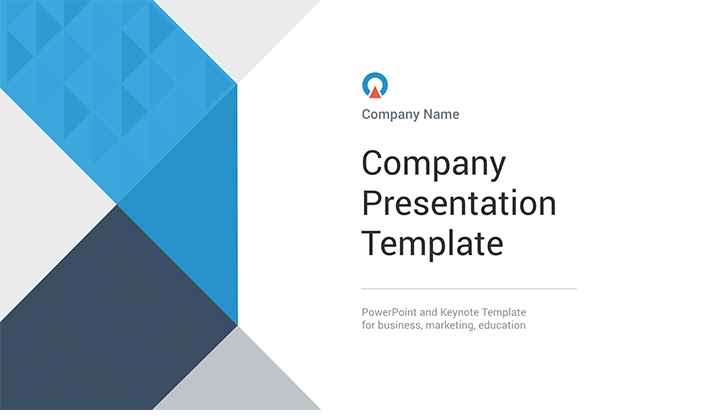 Company Name
Company
Presentation
Template
PowerPoint and Keynote Template
for business, marketing, education